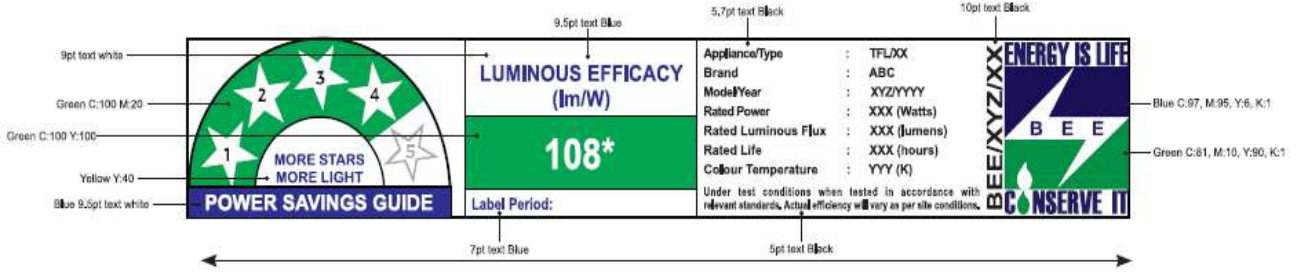 9.5pt text Blue
5.7pt text Black
10pt text Black
9pt text white
Green C:100 M:20
Green C:100 Y:100
Yellow Y:40
Blue 9.5pt text white
1
2
3
4
5
MORE STARS
MORE LIGHT
POWER SAVINGS GUIDE
LUMINOUS EFFICACY
(lm/W)
108*
Label Period:
Appliance/Type : TFL/XX
Brand : ABC
Model/Year : XYZ/YYYY
Rated Power : XXX (Watts)
Rated Luminous Flux : XXX (lumens)
Rated Life : XXX (hours)
Colour Temperature : YYY (K)
Under test conditions when tested in accordance with
relevant standards. Actual efficiency will vary as per site conditions.
BEE/XYZ/XX
ENERGY IS LIFE
BEE
CONSERVE IT
Blue C:97, M:95, Y:6, K:1
Green C:81, M:10, Y:90, K:1
7pt text Blue
5pt text Black